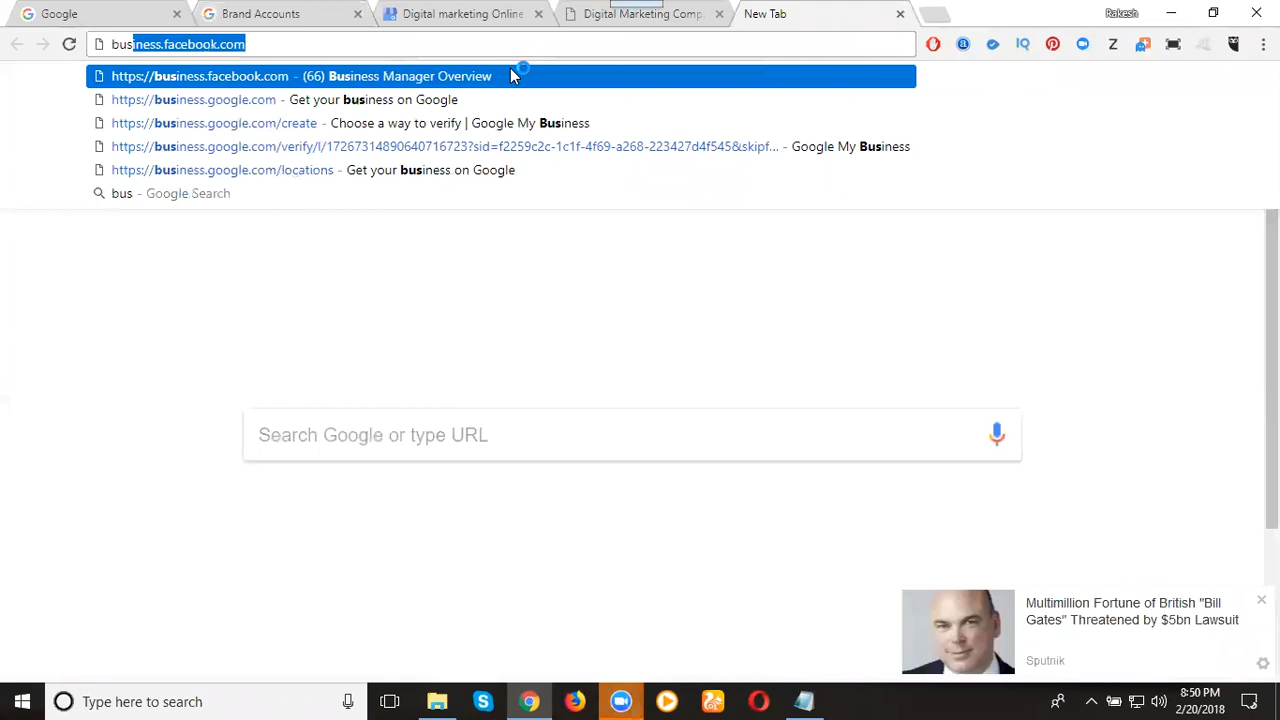 Google
Brand Accounts
Digital marketing Online
Digital Marketing Comp
New Tab
Rakesh
business.facebook.com
https://business.facebook.com - (66) Business Manager Overview
https://business.google.com - Get your business on Google
https://business.google.com/create - Choose a way to verify | Google My Business
https://business.google.com/verify/l/17267314890640716723?sid=f2259c2c-1c1f-4f69-a268-223427d4f545&skipf... - Google My Business
https://business.google.com/locations - Get your business on Google
bus - Google Search
Search Google or type URL
Multimillion Fortune of British "Bill
Gates" Threatened by $5bn Lawsuit
Sputnik
Type here to search
8:50 PM
2/20/2018